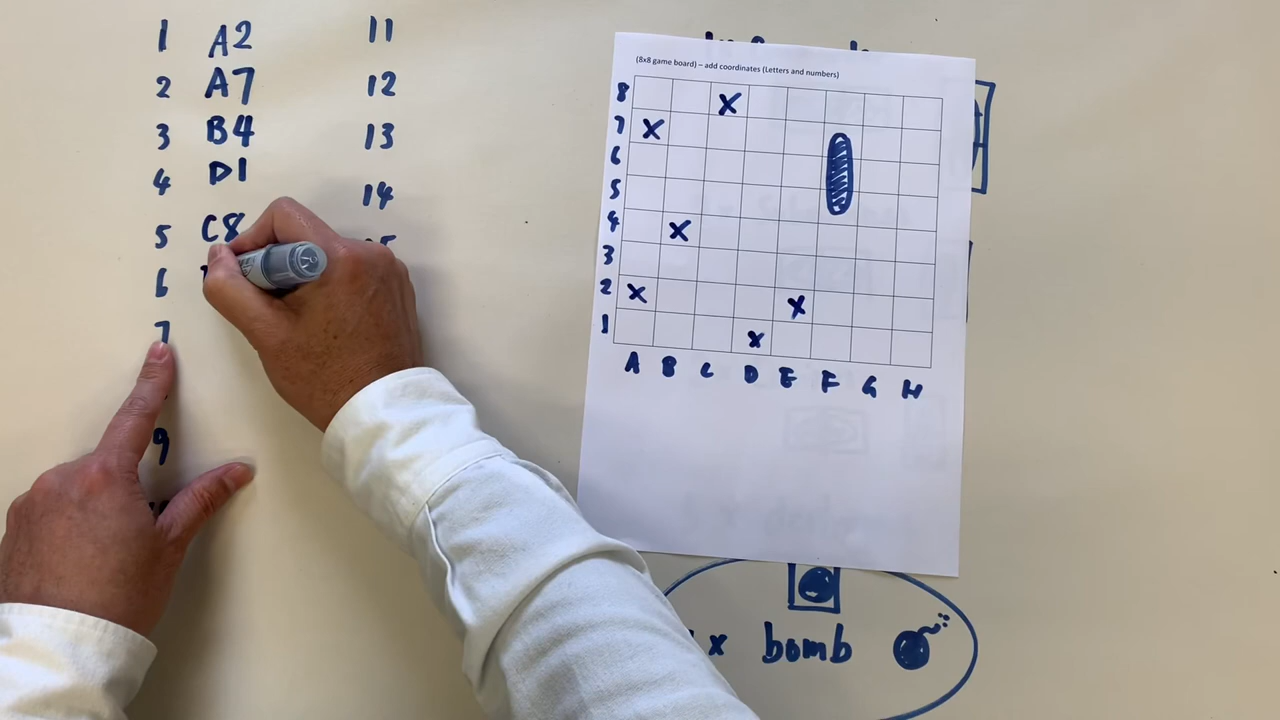 1 A2 11
2 A7 12
3 B4 13
4 D1 14
5 C8
6
7
9
(8x8 game board) – add coordinates (Letters and numbers)
8 X
7 X
6
5
4 X
3
2 X X
1 X
A B C D E F G H
x bomb